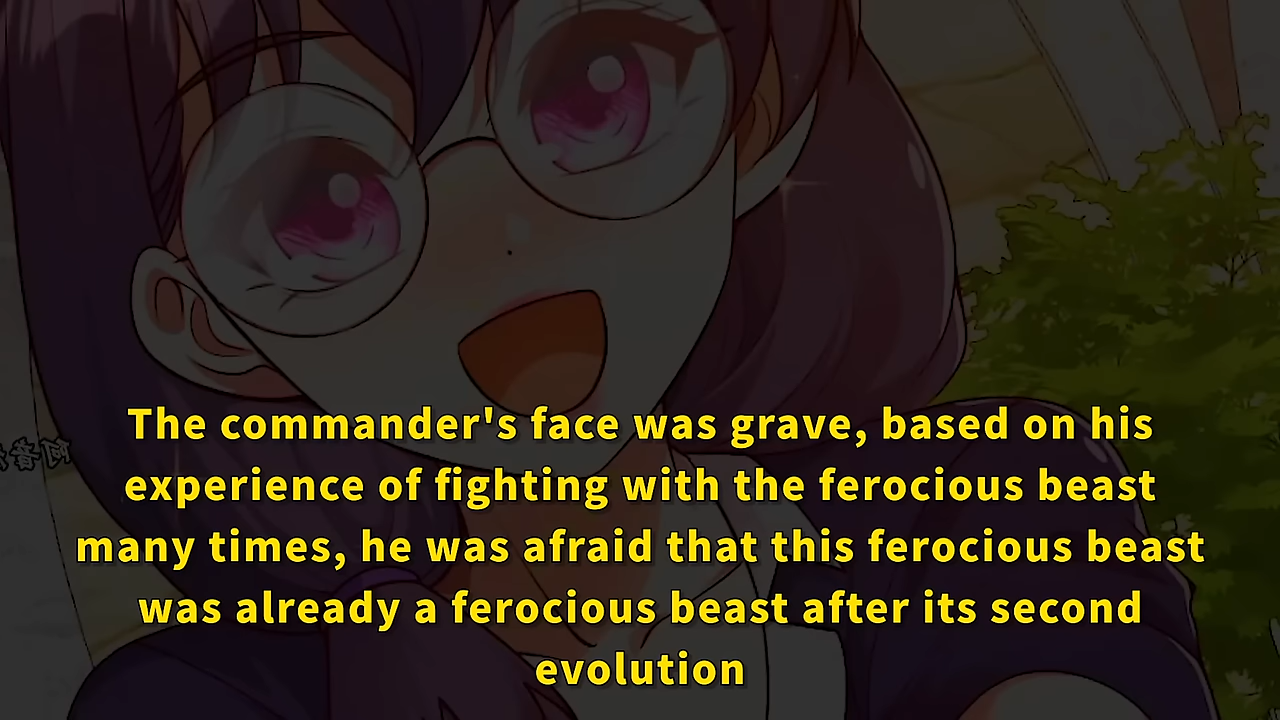 The commander's face was grave, based on his
experience of fighting with the ferocious beast
many times, he was afraid that this ferocious beast
was already a ferocious beast after its second
evolution